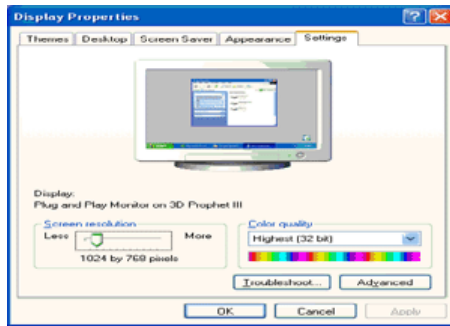 Display Properties
Themes Desktop Screen Saver Appearance Settings
Display:
Plug and Play Monitor on 3D Prophet III
Screen resolution
Less More
1024 by 768 pixels
Color quality
Highest (32 bit)
Troubleshoot... Advanced
OK Cancel Apply